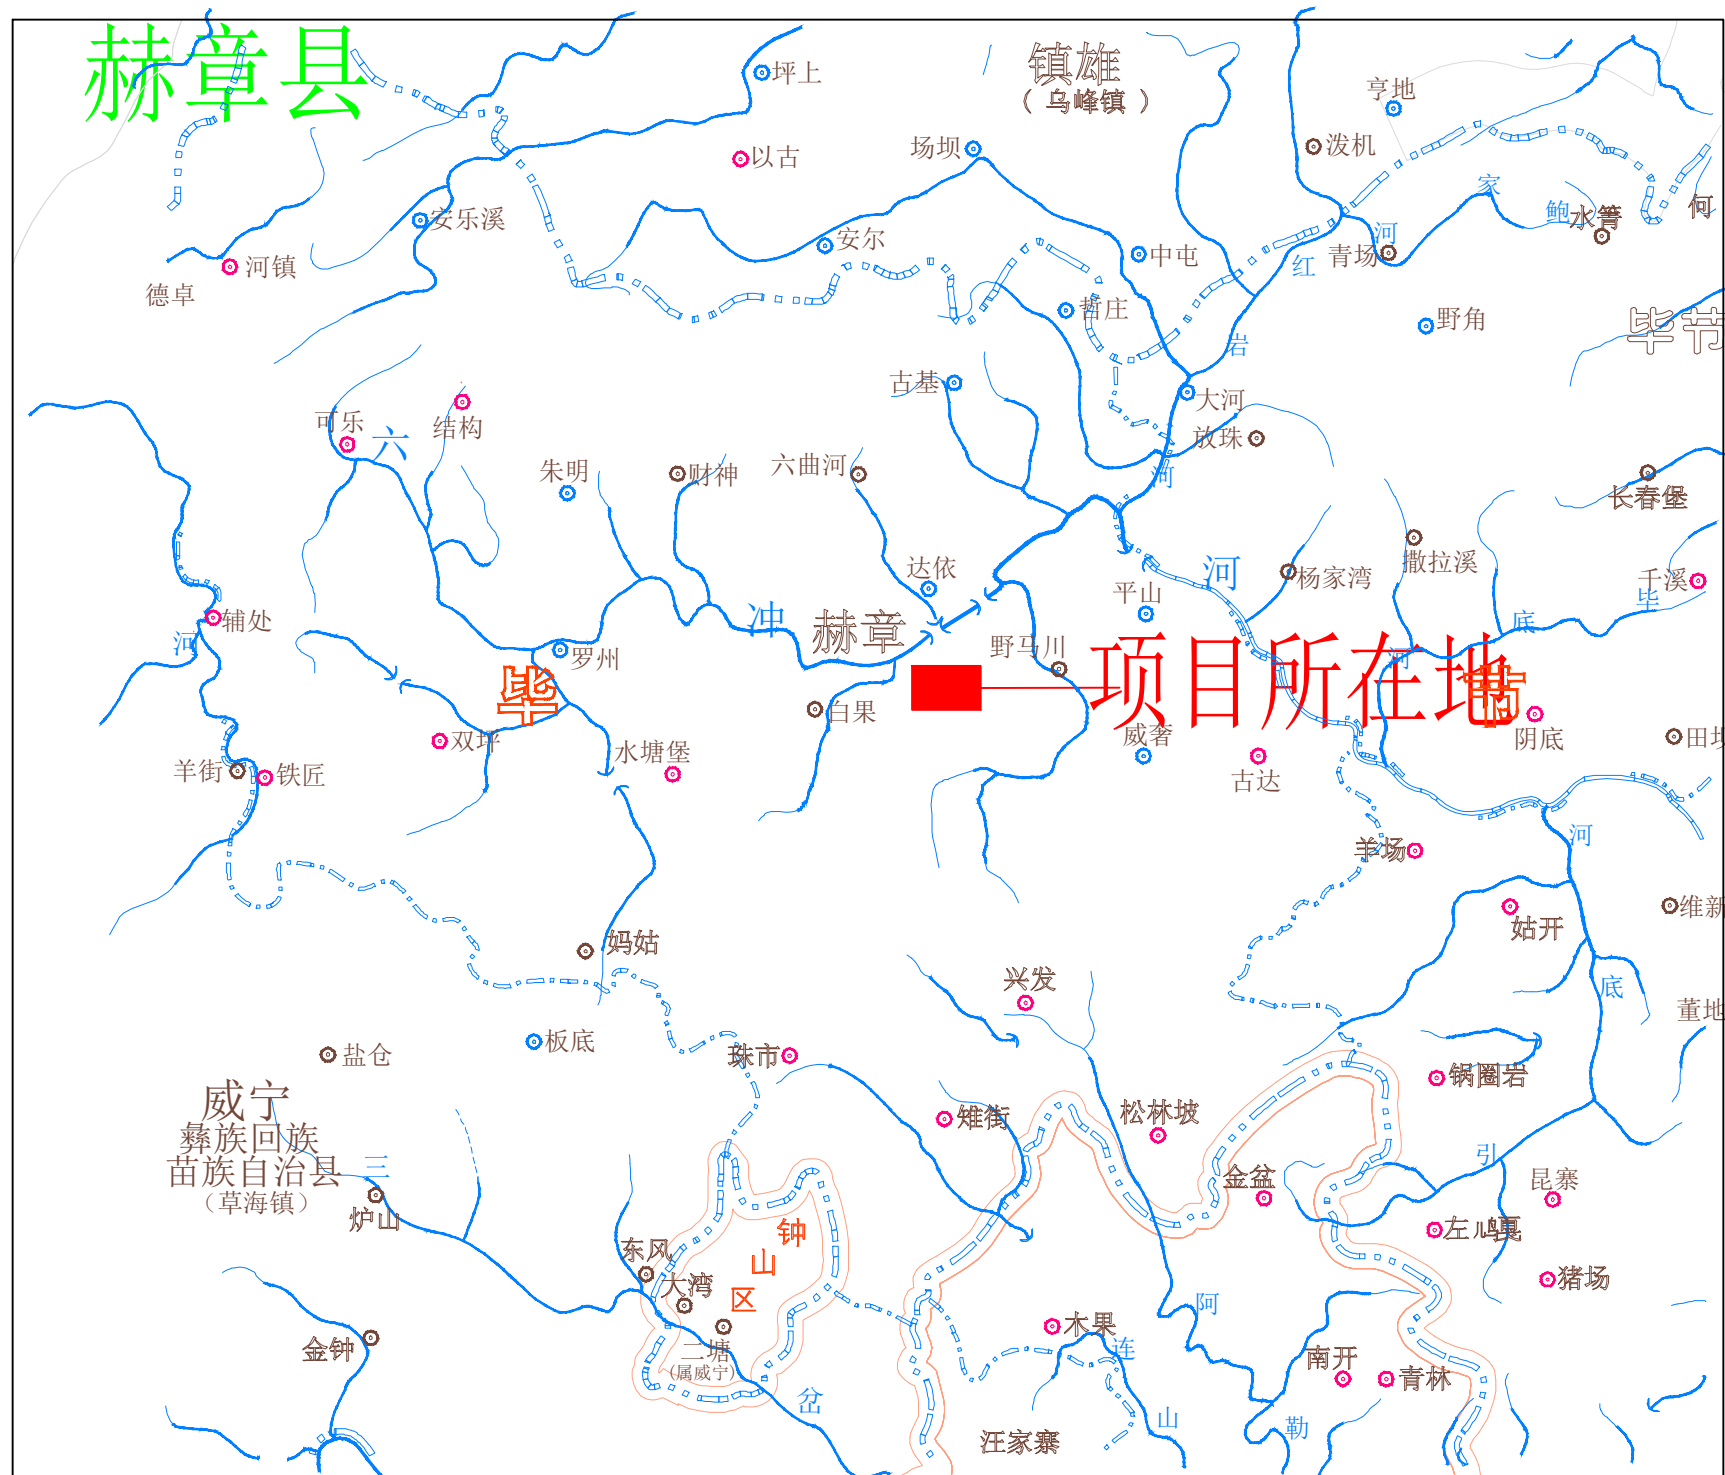 赫章县
镇雄
（乌峰镇）
坪上
亨地
泼机
场坝
以古
家
鲍
水箐
何
安乐溪
安尔
中屯
河
青场
红
河镇
德卓
哲庄
野角
毕节
岩
古基
大河
可乐
六
结构
放珠
朱明
财神
六曲河
河
长春堡
达依
河
杨家湾
撒拉溪
千溪
平山
毕
辅处
冲
赫章
底
河
罗州
野马川
项目所在地
河
毕
节
白果
双坪
水塘堡
威奢
阴底
田坝
羊街
铁匠
古达
河
羊场
维新
姑开
妈姑
兴发
底
董地
盐仓
板底
珠市
锅圈岩
威宁
雉街
松林坡
彝族回族
苗族自治县
（草海镇）
三
引
金盆
昆寨
炉山
钟
左鸠戛
东风
山
大湾
区
猪场
阿
金钟
二塘
（属威宁）
木果
连
南开
青林
岔
山
勒
汪家寨